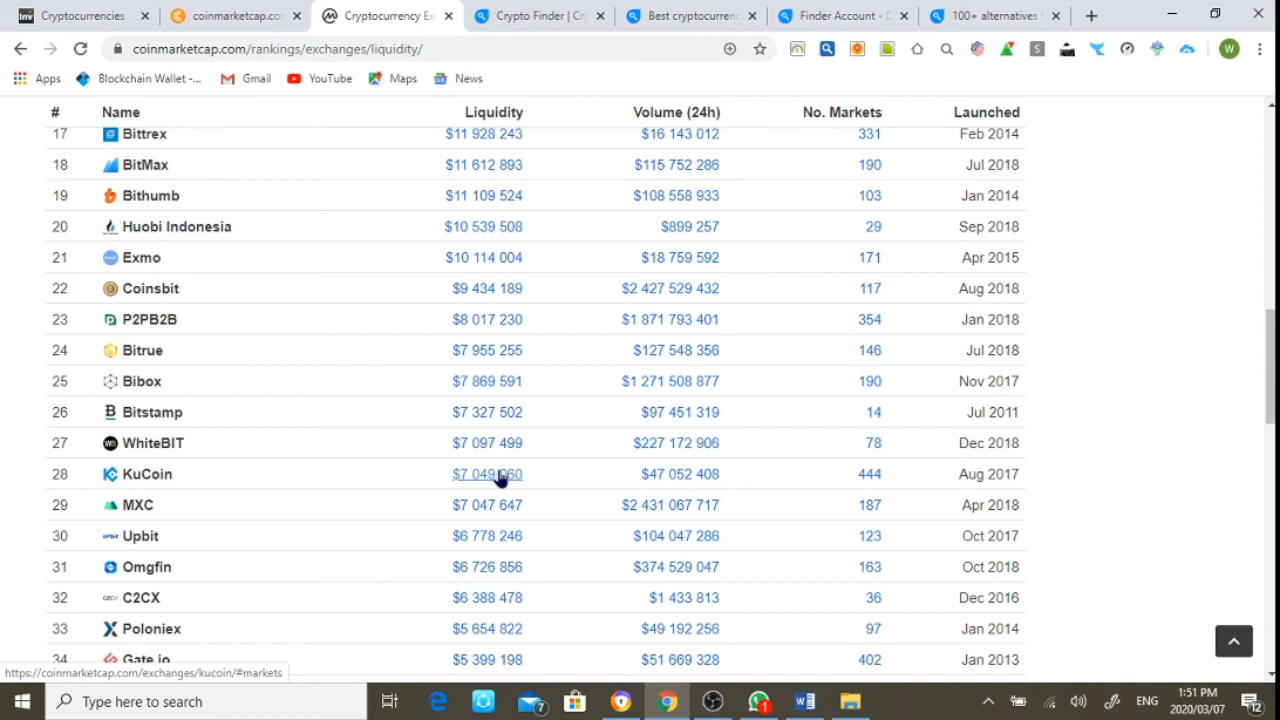 Cryptocurrencies - coinmarketcap.com Cryptocurrency Ex Crypto Finder | Cry Best cryptocurrenc Finder Account - D 100+ alternatives
coinmarketcap.com/rankings/exchanges/liquidity/ S W
Apps Blockchain Wallet -... Gmail YouTube Maps News
# Name Liquidity Volume (24h) No. Markets Launched
17 Bittrex $11 928 243 $16 143 012 331 Feb 2014
18 BitMax $11 612 893 $115 752 286 190 Jul 2018
19 Bithumb $11 109 524 $108 558 933 103 Jan 2014
20 Huobi Indonesia $10 539 508 $899 257 29 Sep 2018
21 Exmo $10 114 004 $18 759 592 171 Apr 2015
22 Coinsbit $9 434 189 $2 427 529 432 117 Aug 2018
23 P2PB2B $8 017 230 $1 871 793 401 354 Jan 2018
24 Bitrue $7 955 255 $127 548 356 146 Jul 2018
25 Bibox $7 869 591 $1 271 508 877 190 Nov 2017
26 Bitstamp $7 327 502 $97 451 319 14 Jul 2011
27 WhiteBIT $7 097 499 $227 172 906 78 Dec 2018
28 KuCoin $7 049 $47 052 408 444 Aug 2017
29 MXC $7 047 647 $2 431 067 717 187 Apr 2018
30 Upbit $6 778 246 $104 047 286 123 Oct 2017
31 Omgfin $6 726 856 $374 529 047 163 Oct 2018
32 C2CX $6 388 478 $1 433 813 36 Dec 2016
33 Poloniex $5 654 822 $49 192 256 97 Jan 2014
34 Gate.io $5 399 198 $51 669 328 402 Jan 2013
https://coinmarketcap.com/exchanges/kucoin/#markets
Type here to search 7 1 ENG 1:51 PM
2020/03/07 12